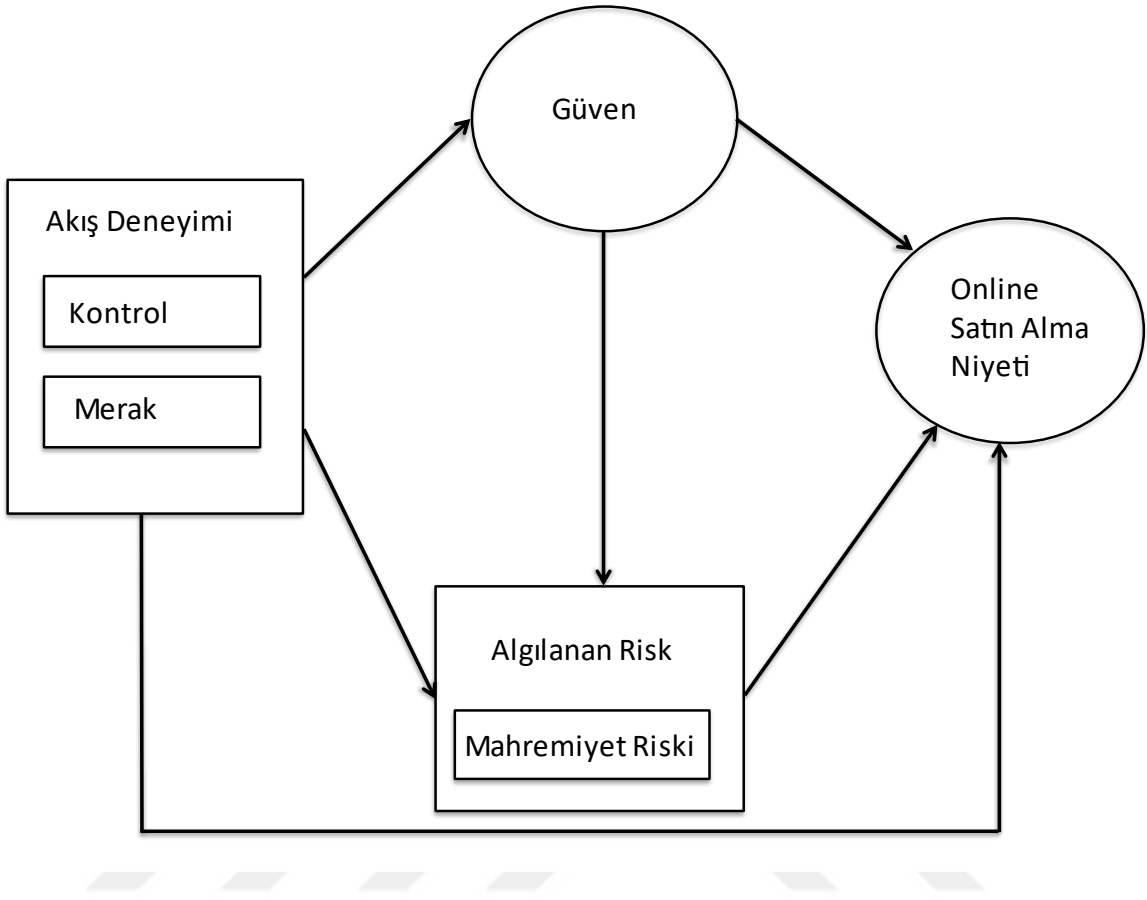 Güven
Akış Deneyimi
Kontrol
Merak
Online
Satın Alma
Niyeti
Algılanan Risk
Mahremiyet Riski